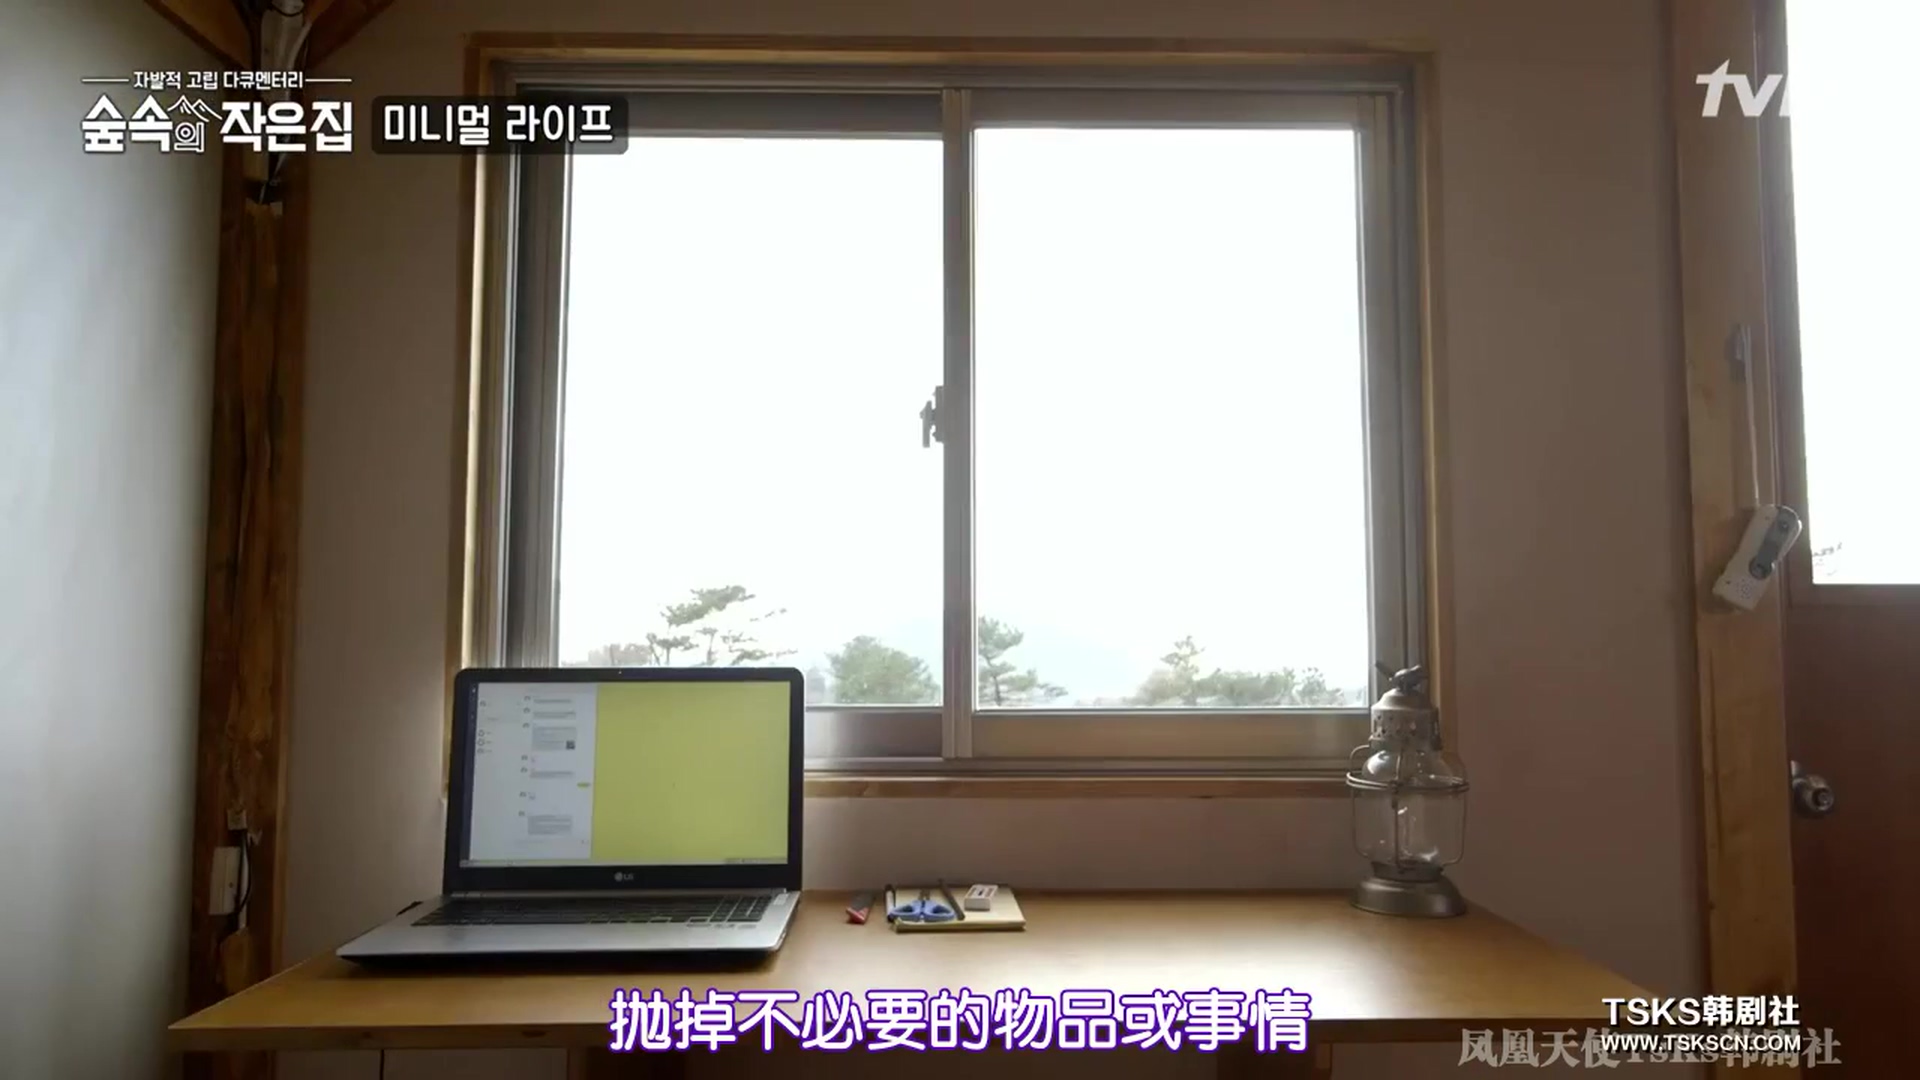 자발적 고립 다큐멘터리
숲속의 작은집
미니멀 라이프
tvN
抛掉不必要的物品或事情
TSKS韩剧社
WWW.TSKSCN.COM
凤凰天使TSKS韩剧社
LG